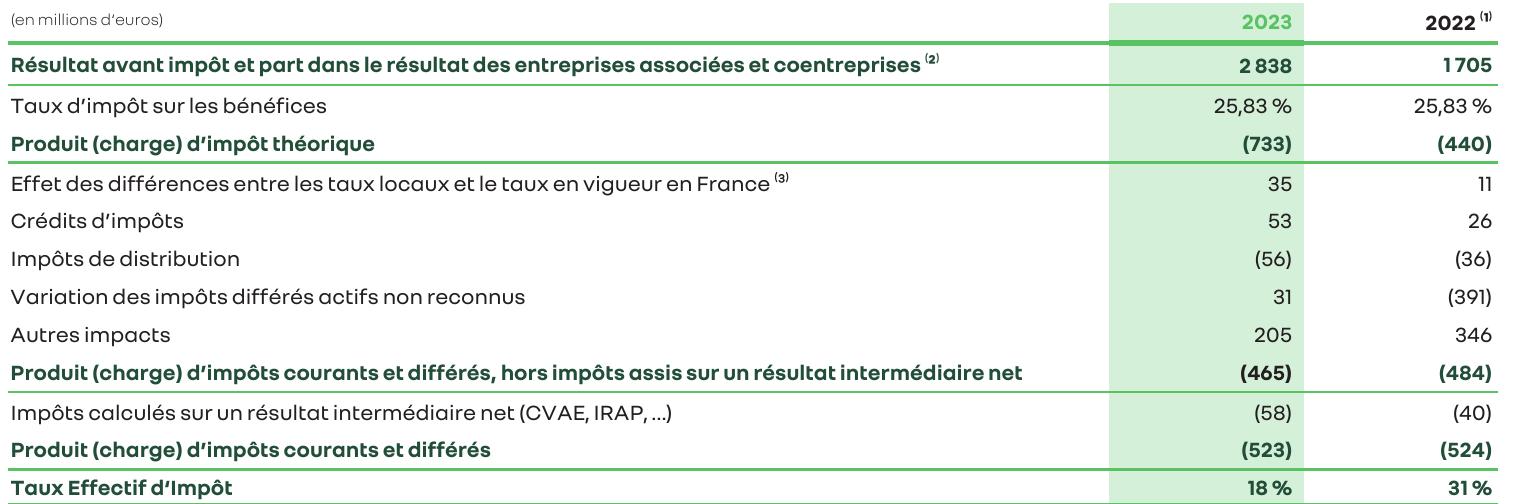 (en millions d'euros) 2023 2022 (1)
Résultat avant impôt et part dans le résultat des entreprises associées et coentreprises (2) 2 838 1 705
Taux d'impôt sur les bénéfices 25,83 % 25,83 %
Produit (charge) d'impôt théorique (733) (440)
Effet des différences entre les taux locaux et le taux en vigueur en France (3) 35 11
Crédits d'impôts 53 26
Impôts de distribution (56) (36)
Variation des impôts différés actifs non reconnus 31 (391)
Autres impacts 205 346
Produit (charge) d'impôts courants et différés, hors impôts assis sur un résultat intermédiaire net (465) (484)
Impôts calculés sur un résultat intermédiaire net (CVAE, IRAP, ...) (58) (40)
Produit (charge) d'impôts courants et différés (523) (524)
Taux Effectif d'Impôt 18 % 31 %